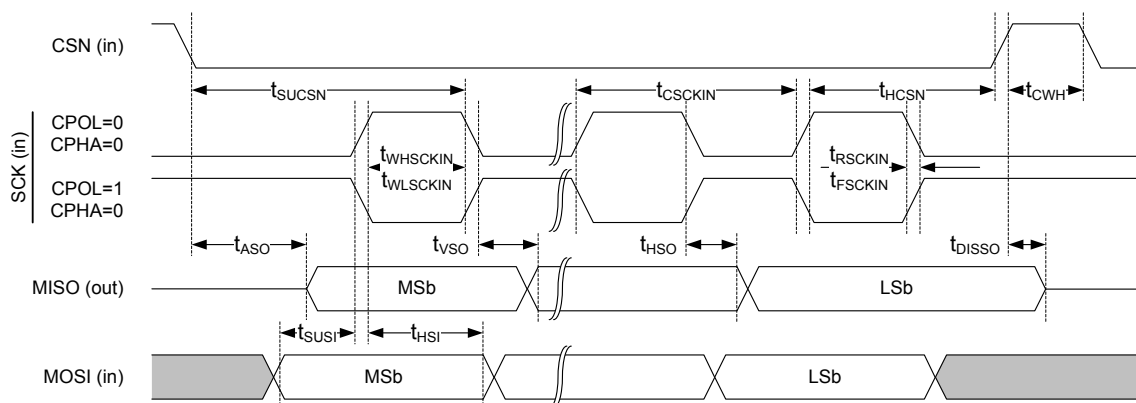 CSN (in)
tSUCSN
tCSCKIN
tHCSN
tCWH
SCK (in)
CPOL=0
CPHA=0
tWHSCKIN
tWLSCKIN
tRSCKIN
tFSCKIN
CPOL=1
CPHA=0
tASO
tVSO
tHSO
tDISSO
MISO (out)
MSb
LSb
tSUSI
tHSI
MOSI (in)
MSb
LSb